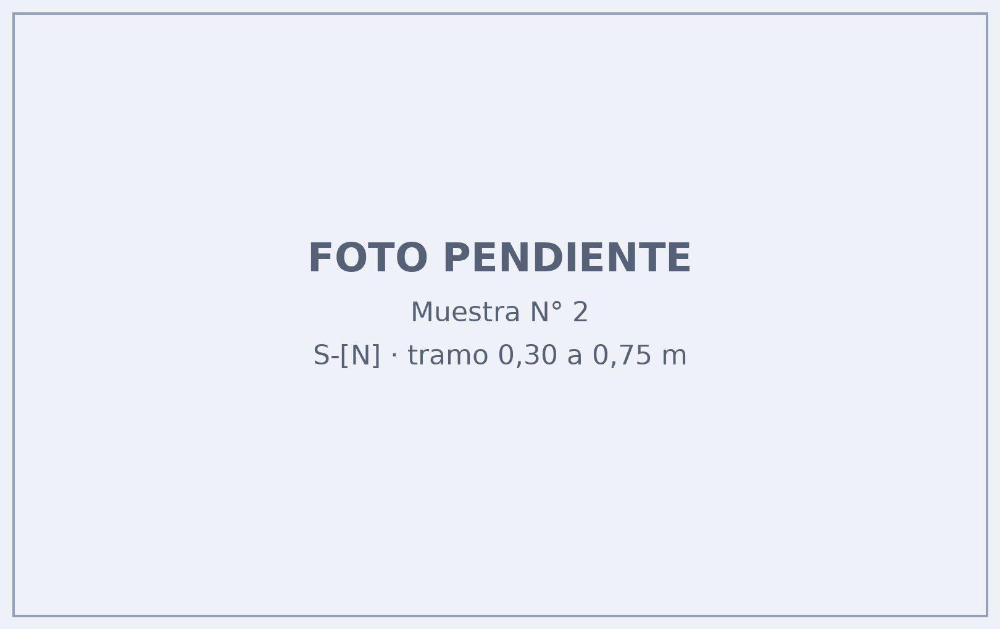 FOTO PENDIENTE
Muestra N° 2
S-[N] · tramo 0,30 a 0,75 m